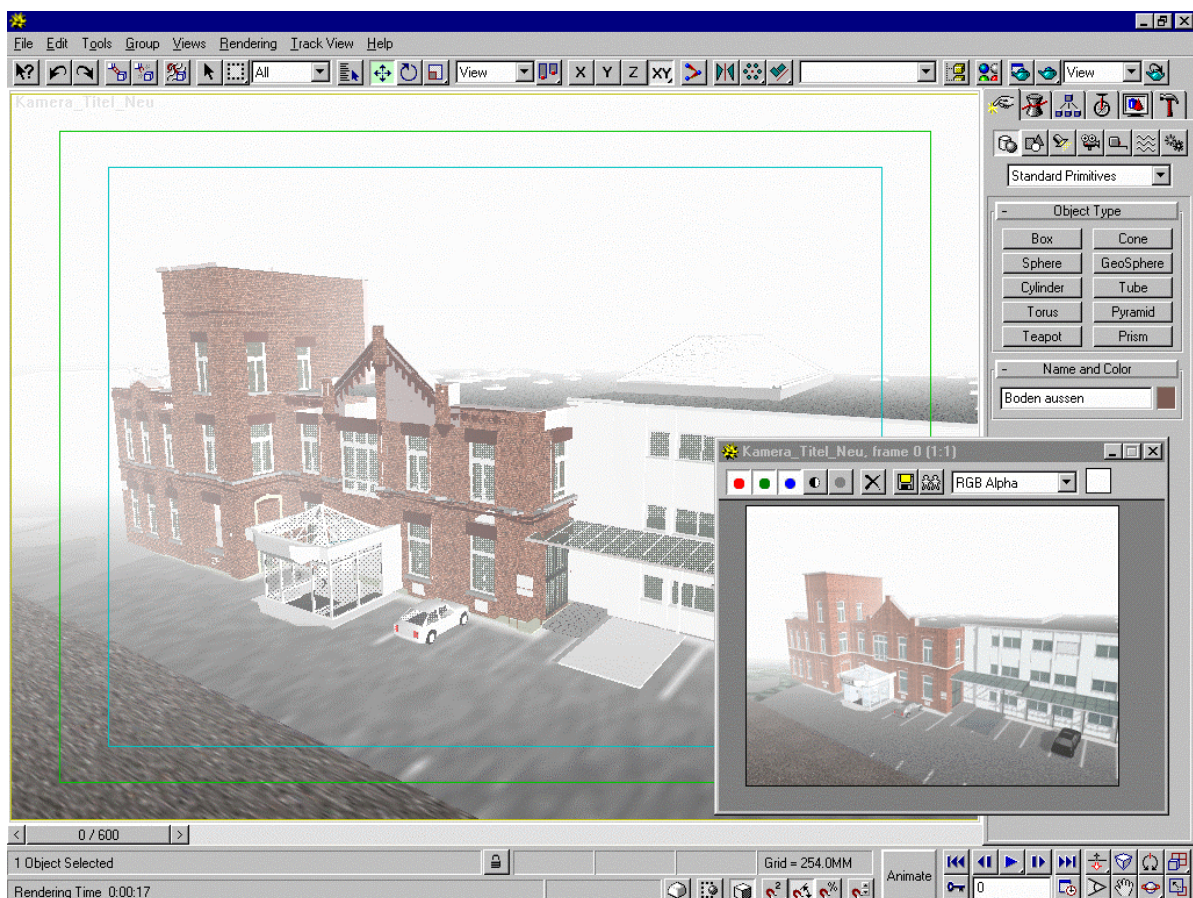 File Edit Tools Group Views Rendering Track View Help
All View X Y Z XY View
Kamera_Titel_Neu
Standard Primitives
- Object Type
Box Cone
Sphere GeoSphere
Cylinder Tube
Torus Pyramid
Teapot Prism
- Name and Color
Boden aussen
Kamera_Titel_Neu, frame 0 (1:1)
RGB Alpha
< 0 / 600 >
1 Object Selected Grid = 254.0MM
Animate
Rendering Time 0:00:17 0